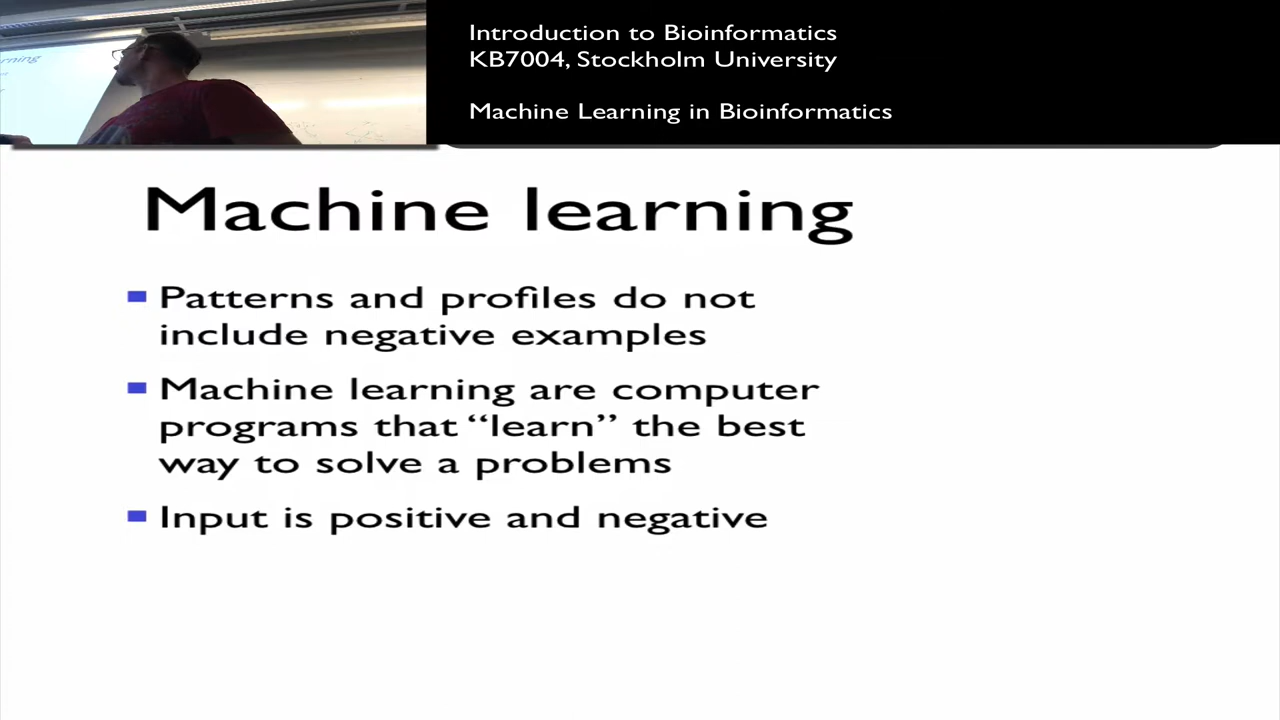 Introduction to Bioinformatics
KB7004, Stockholm University
Machine Learning in Bioinformatics
Machine learning
Patterns and profiles do not
include negative examples
Machine learning are computer
programs that “learn” the best
way to solve a problems
Input is positive and negative